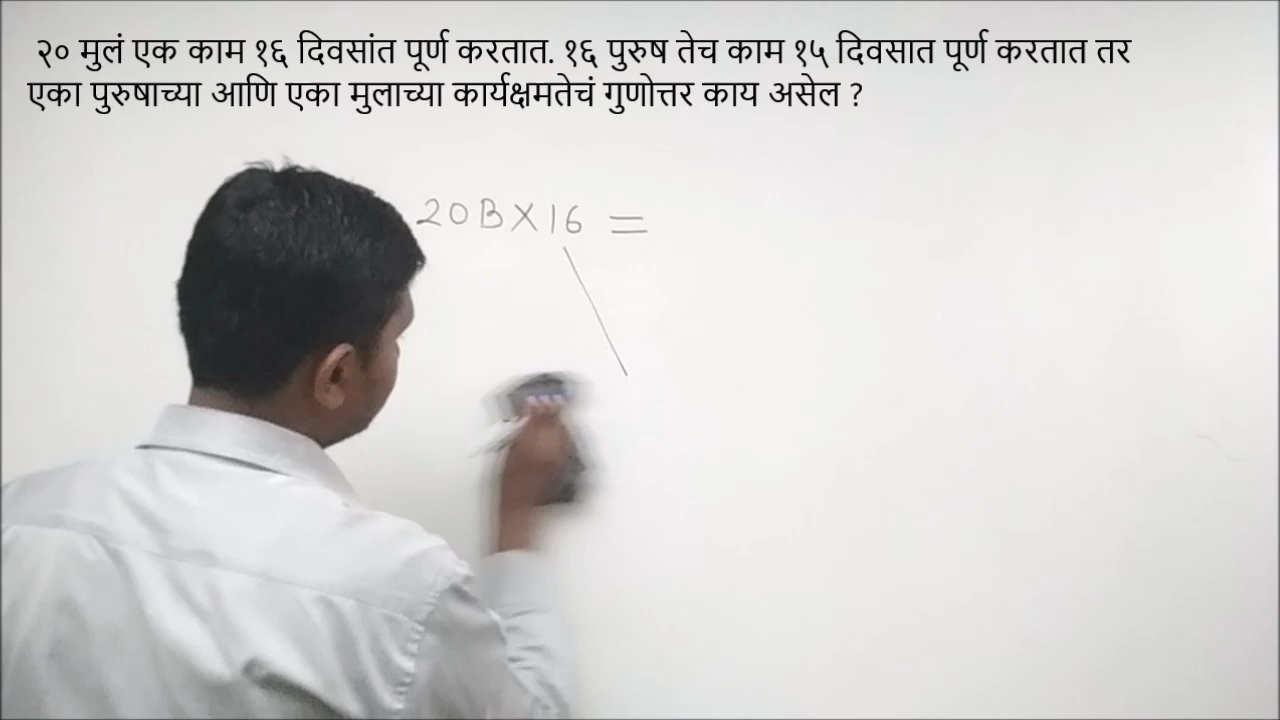 २० मुलं एक काम १६ दिवसांत पूर्ण करतात. १६ पुरुष तेच काम १५ दिवसात पूर्ण करतात तर
एका पुरुषाच्या आणि एका मुलाच्या कार्यक्षमतेचं गुणोत्तर काय असेल ?
20B×16 =